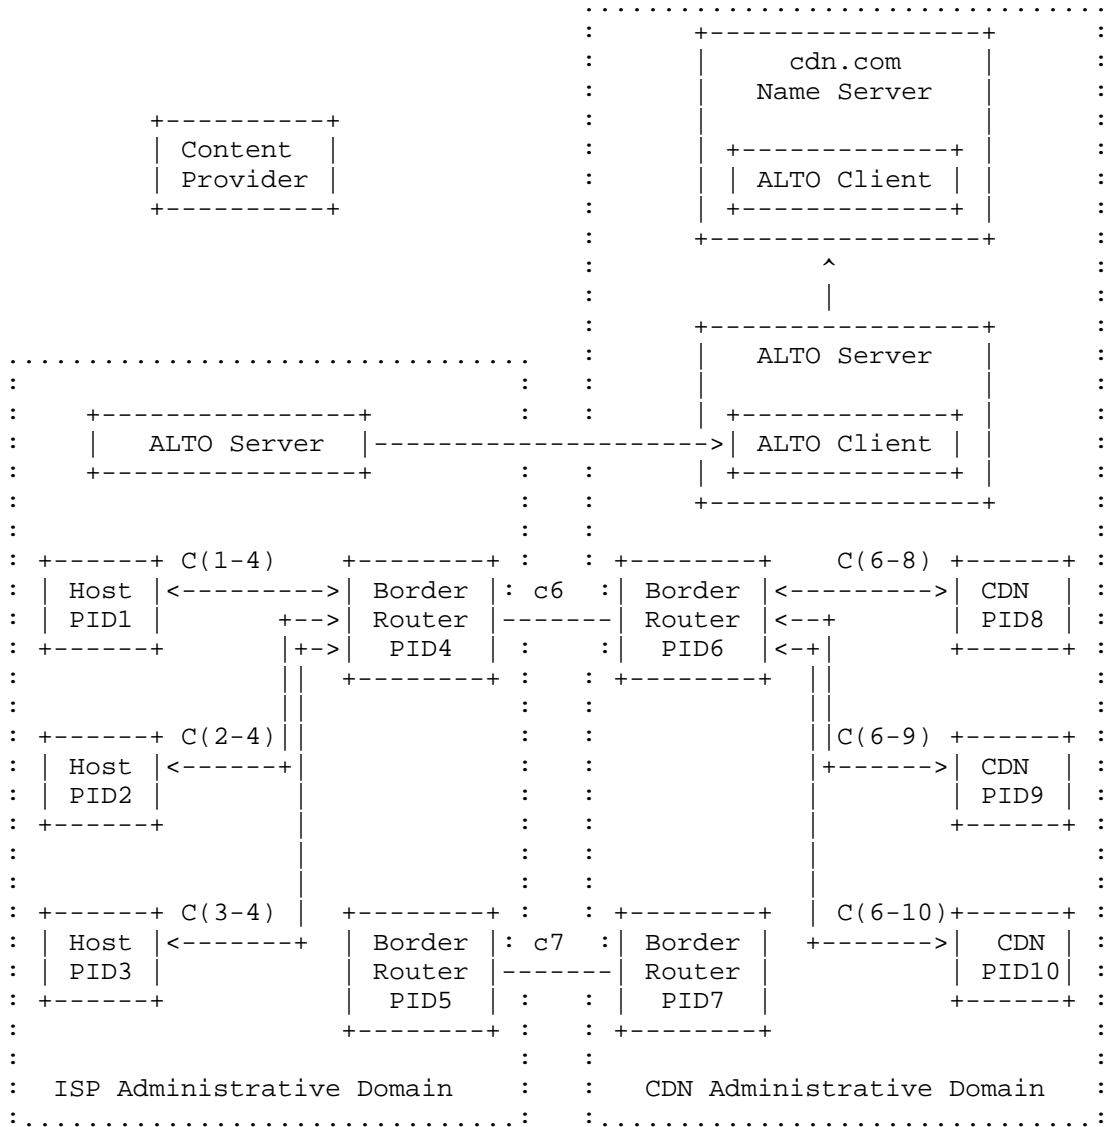 cdn.com
Name Server
Content
Provider
ALTO Client
ALTO Server
ALTO Server
ALTO Client
C(1-4)
C(6-8)
Host
PID1
Border
Router
PID4
c6
Border
Router
PID6
CDN
PID8
C(2-4)
C(6-9)
Host
PID2
CDN
PID9
C(3-4)
C(6-10)
Host
PID3
Border
Router
PID5
c7
Border
Router
PID7
CDN
PID10
ISP Administrative Domain
CDN Administrative Domain